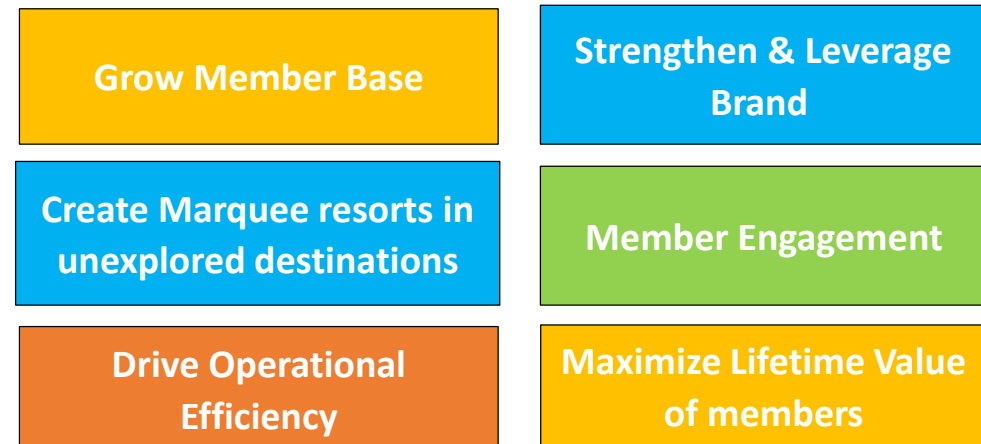 Grow Member Base
Strengthen & Leverage
Brand
Create Marquee resorts in
unexplored destinations
Member Engagement
Drive Operational
Efficiency
Maximize Lifetime Value
of members